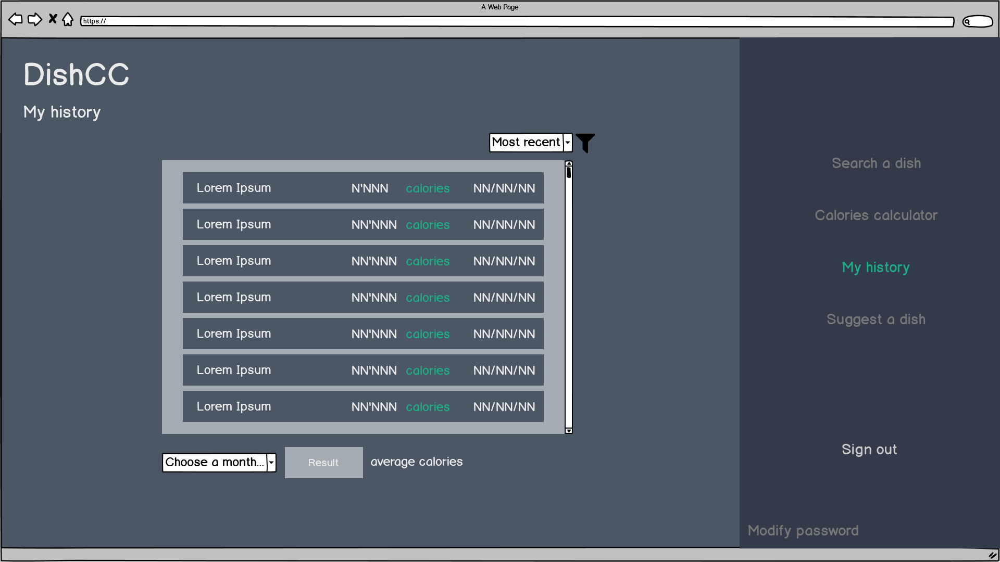 A Web Page
https://
DishCC
My history
Most recent
Lorem Ipsum N'NNN calories NN/NN/NN
Lorem Ipsum NN'NNN calories NN/NN/NN
Lorem Ipsum NN'NNN calories NN/NN/NN
Lorem Ipsum NN'NNN calories NN/NN/NN
Lorem Ipsum NN'NNN calories NN/NN/NN
Lorem Ipsum NN'NNN calories NN/NN/NN
Lorem Ipsum NN'NNN calories NN/NN/NN
Choose a month... Result average calories
Search a dish
Calories calculator
My history
Suggest a dish
Sign out
Modify password